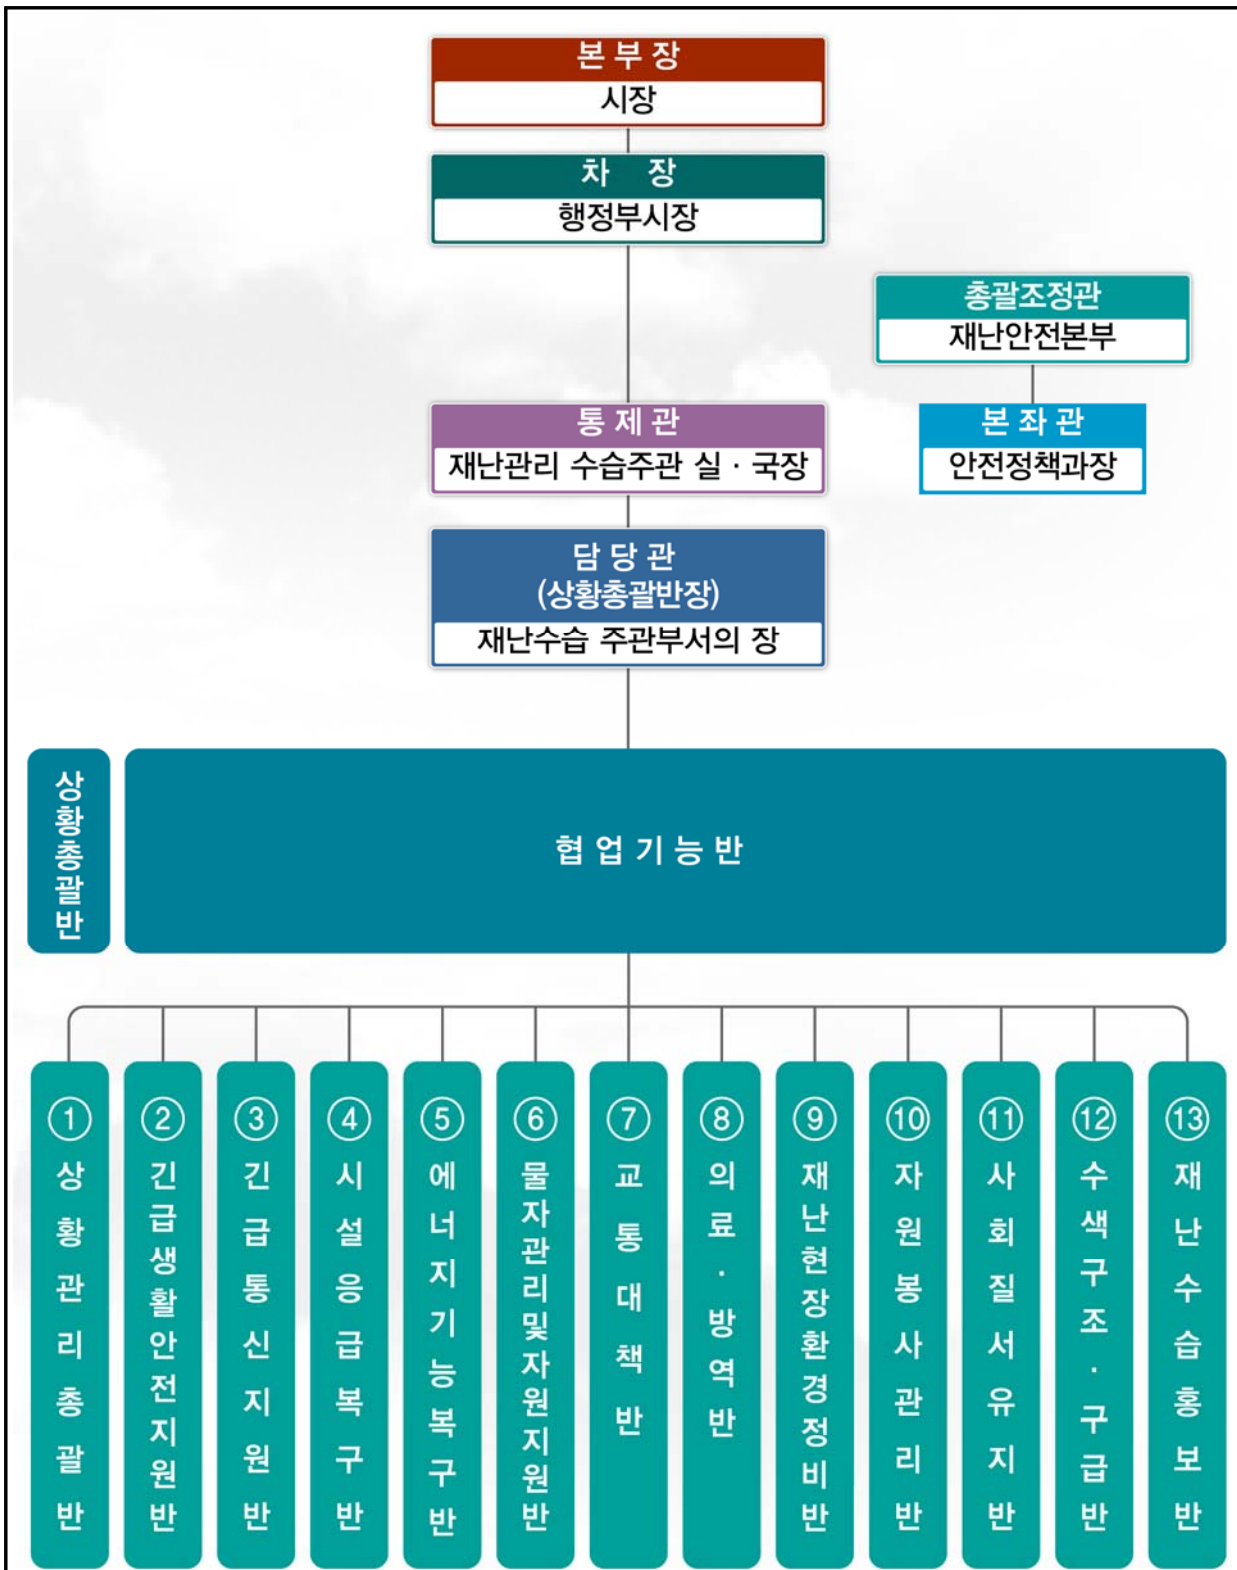 본부장
시장
차 장
행정부시장
총괄조정관
재난안전본부
통제관
재난관리 수습주관 실 · 국장
본좌관
안전정책과장
담당관
(상황총괄반장)
재난수습 주관부서의 장
상황총괄반
협업기능반
① 상황관리총괄반
② 긴급생활안전지원반
③ 긴급통신지원반
④ 시설응급복구반
⑤ 에너지기능복구반
⑥ 물자관리및자원지원반
⑦ 교통대책반
⑧ 의료·방역반
⑨ 재난현장환경정비반
⑩ 자원봉사관리반
⑪ 사회질서유지반
⑫ 수색구조·구급반
⑬ 재난수습홍보반